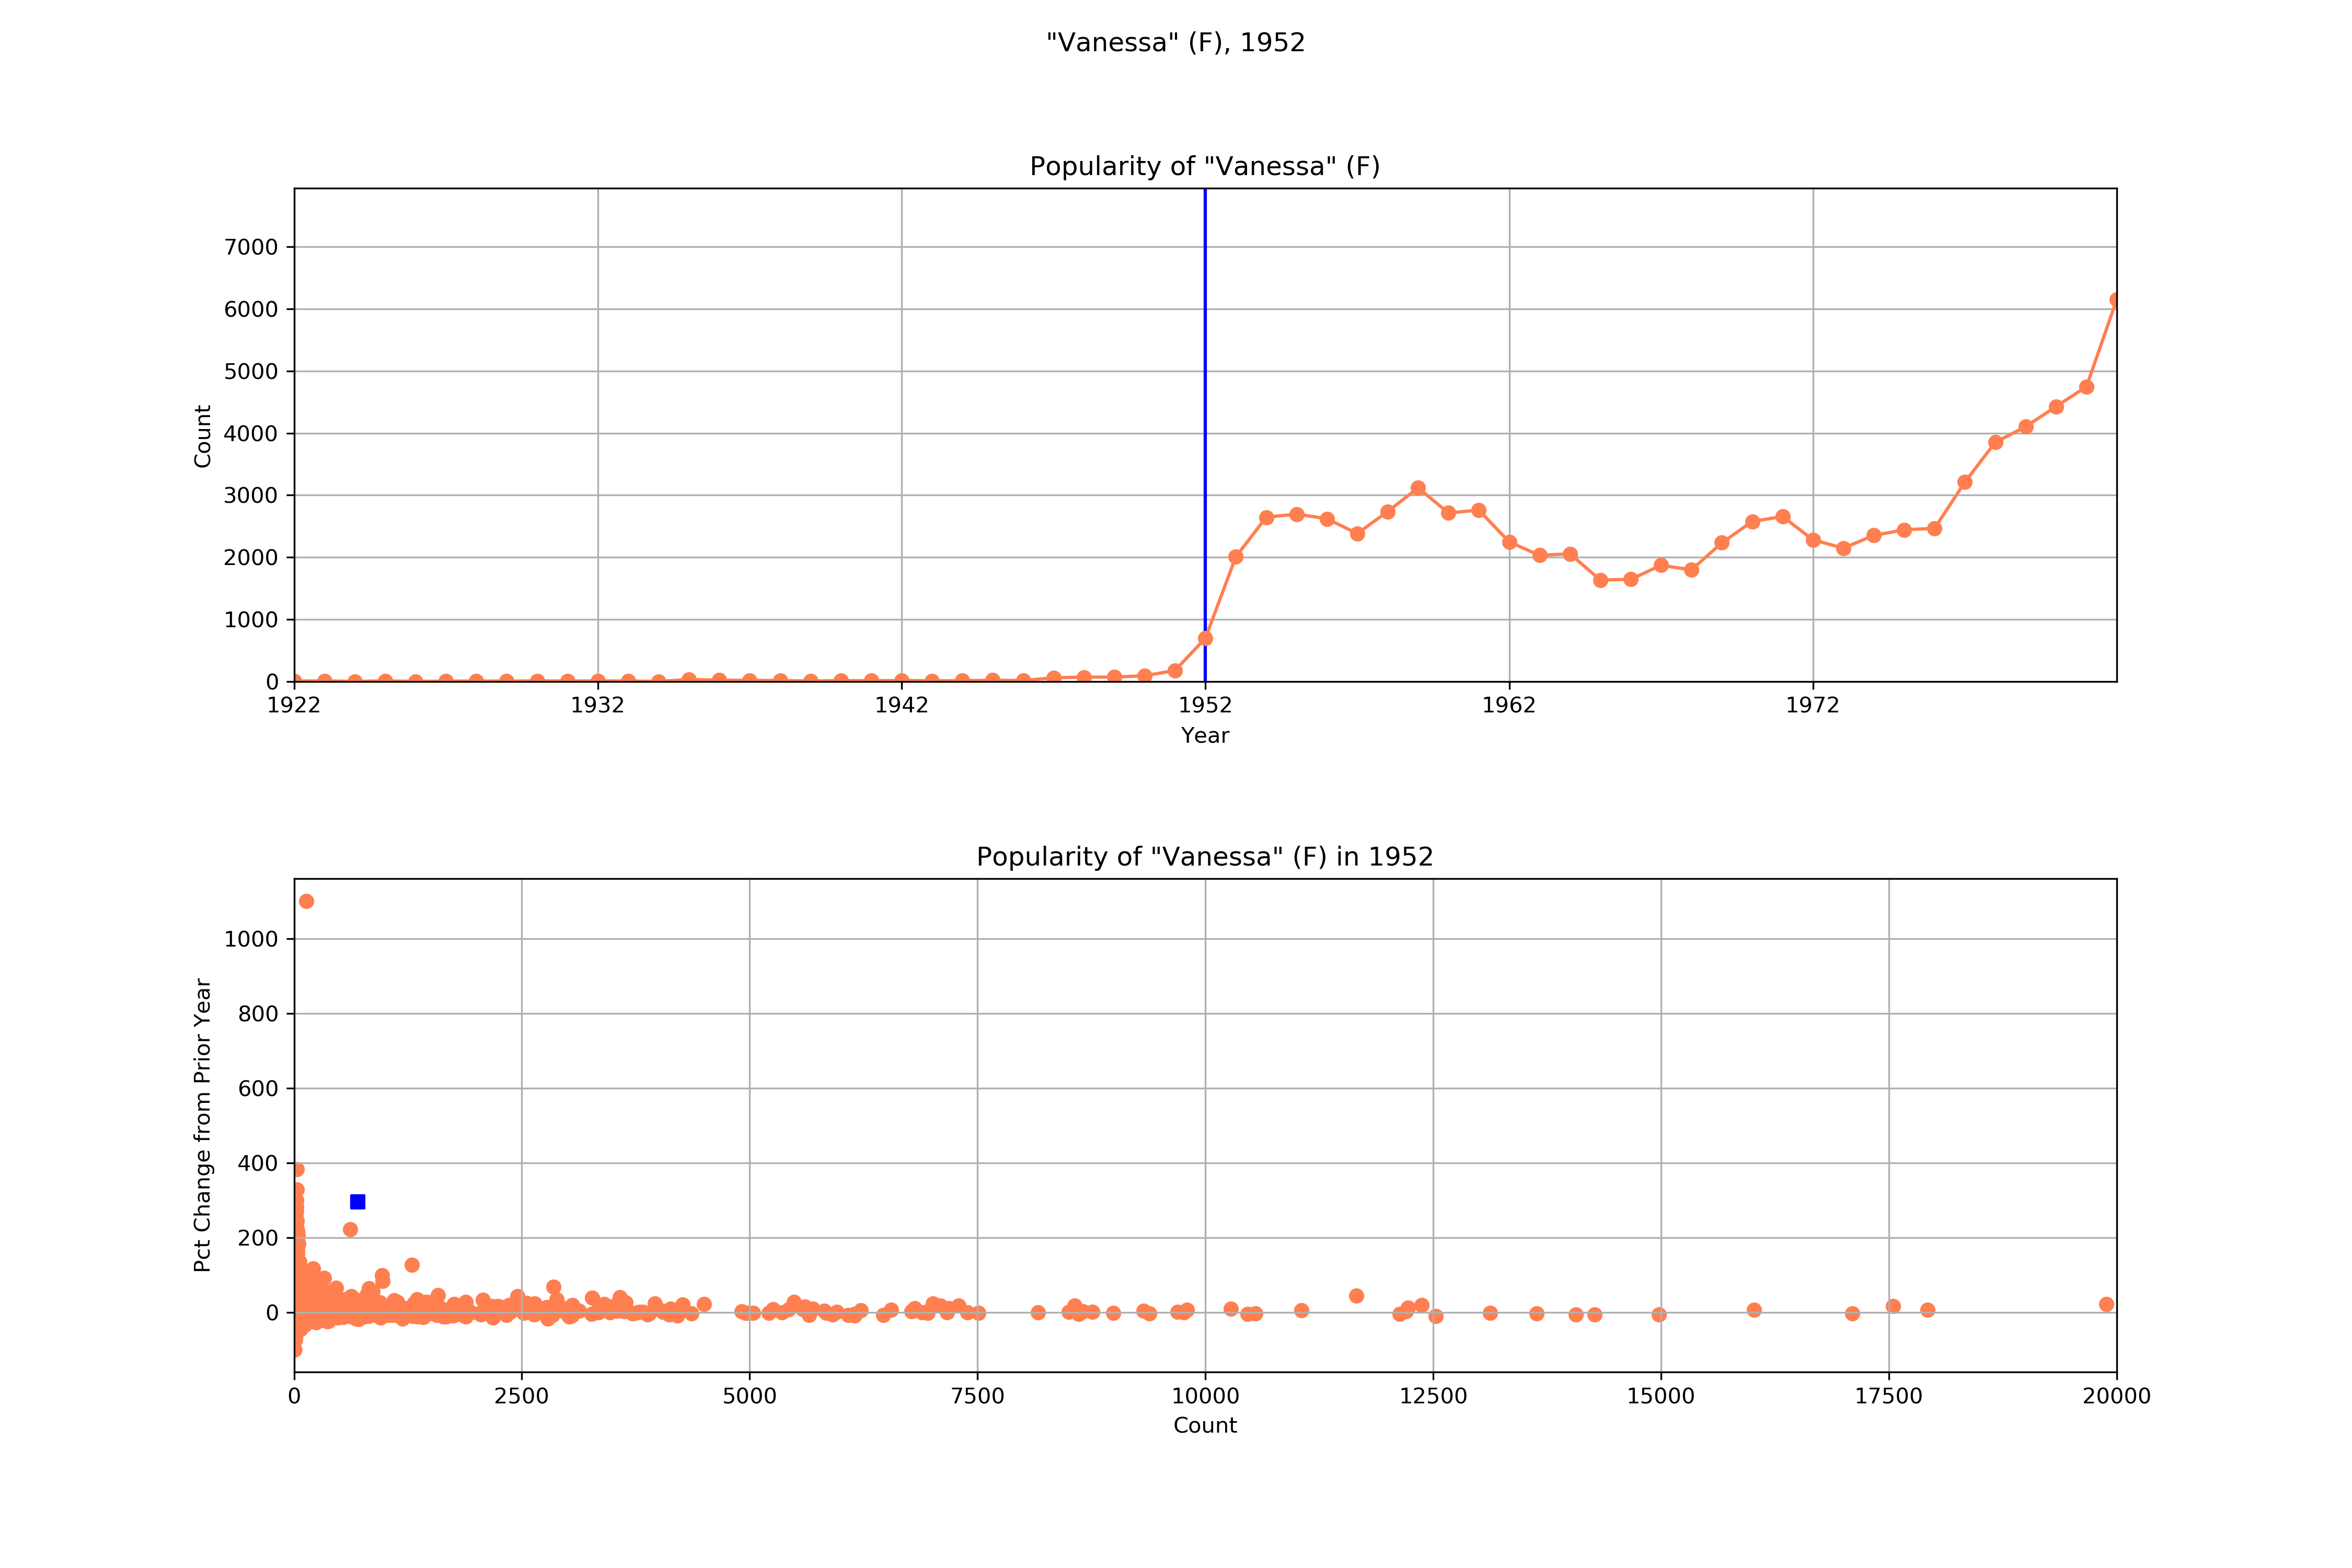 "Vanessa" (F), 1952
Popularity of "Vanessa" (F)
7000
6000
5000
4000
3000
2000
1000
0
Count
1922 1932 1942 1952 1962 1972
Year
Popularity of "Vanessa" (F) in 1952
1000
800
600
400
200
0
Pct Change from Prior Year
0 2500 5000 7500 10000 12500 15000 17500 20000
Count